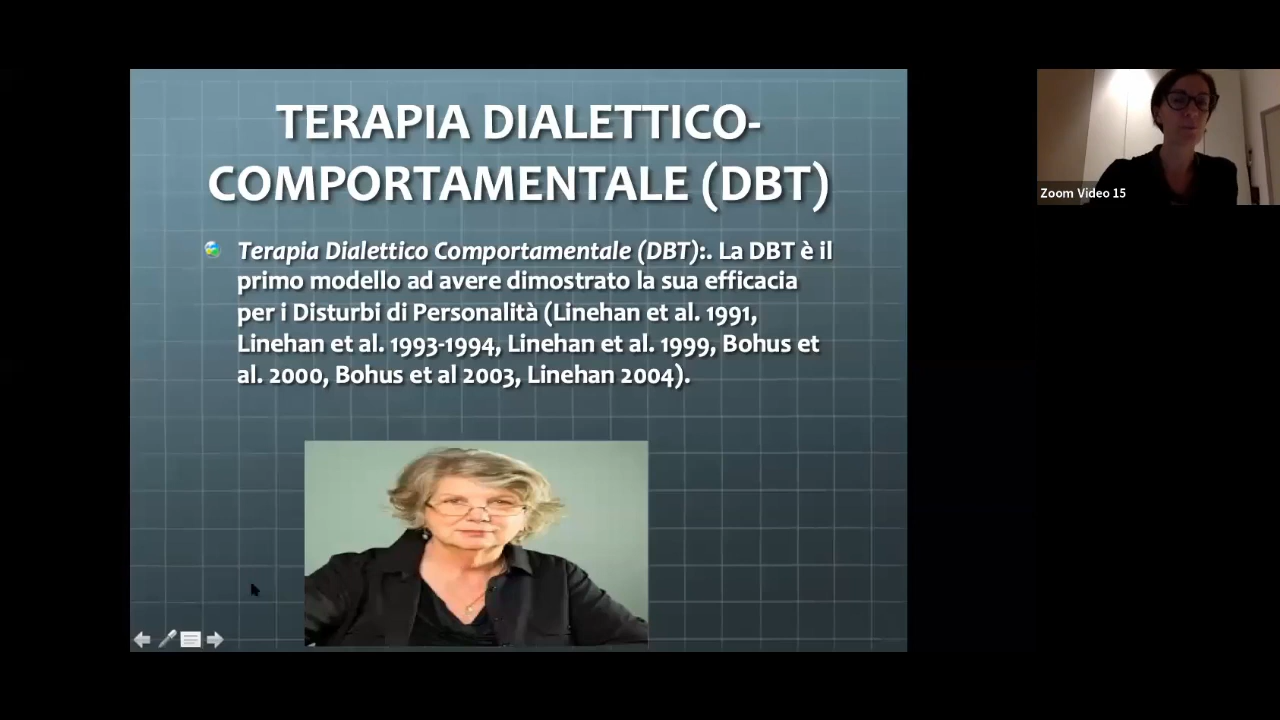 TERAPIA DIALETTICO-
COMPORTAMENTALE (DBT)
Terapia Dialettico Comportamentale (DBT):. La DBT è il
primo modello ad avere dimostrato la sua efficacia
per i Disturbi di Personalità (Linehan et al. 1991,
Linehan et al. 1993-1994, Linehan et al. 1999, Bohus et
al. 2000, Bohus et al 2003, Linehan 2004).
Zoom Video 15